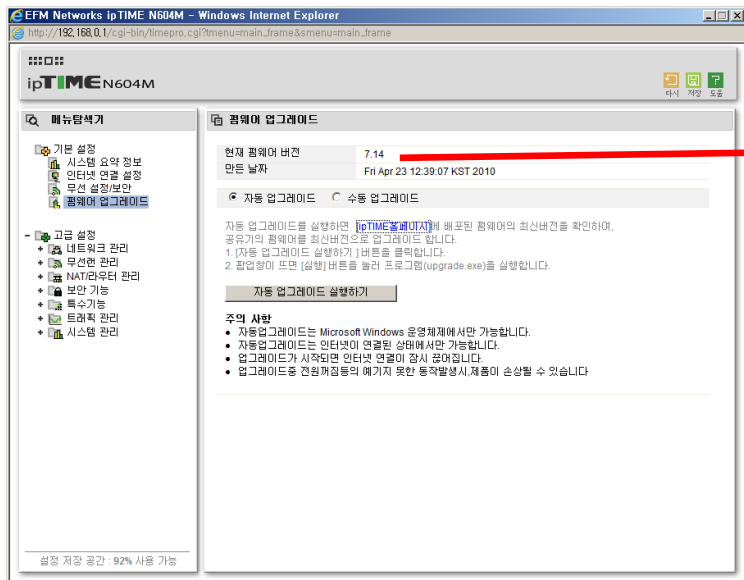 EFM Networks ipTIME N604M - Windows Internet Explorer
http://192.168.0.1/cgi-bin/timepro.cgi?tmenu=main_frame&smenu=main_frame
ipTIME N604M
다시 저장 도움
메뉴탐색기
기본 설정
시스템 요약 정보
인터넷 연결 설정
무선 설정/보안
펌웨어 업그레이드
고급 설정
네트워크 관리
무선랜 관리
NAT/라우터 관리
보안 기능
특수기능
트래픽 관리
시스템 관리
설정 저장 공간 : 92% 사용 가능
펌웨어 업그레이드
현재 펌웨어 버전 7.14
만든 날짜 Fri Apr 23 12:39:07 KST 2010
자동 업그레이드 수동 업그레이드
자동 업그레이드를 실행하면 [ipTIME홈페이지]에 배포된 펌웨어의 최신버전을 확인하여,
공유기의 펌웨어를 최신버전으로 업그레이드 합니다.
1. [자동 업그레이드 실행하기 ] 버튼을 클릭합니다.
2. 팝업창이 뜨면 [실행] 버튼을 눌러 프로그램(upgrade.exe)을 실행합니다.
자동 업그레이드 실행하기
주의 사항
• 자동업그레이드는 Microsoft Windows 운영체제에서만 가능합니다.
• 자동업그레이드는 인터넷이 연결된 상태에서만 가능합니다.
• 업그레이드가 시작되면 인터넷 연결이 잠시 끊어집니다.
• 업그레이드중 전원꺼짐등의 예기지 못한 동작발생시,제품이 손상될 수 있습니다